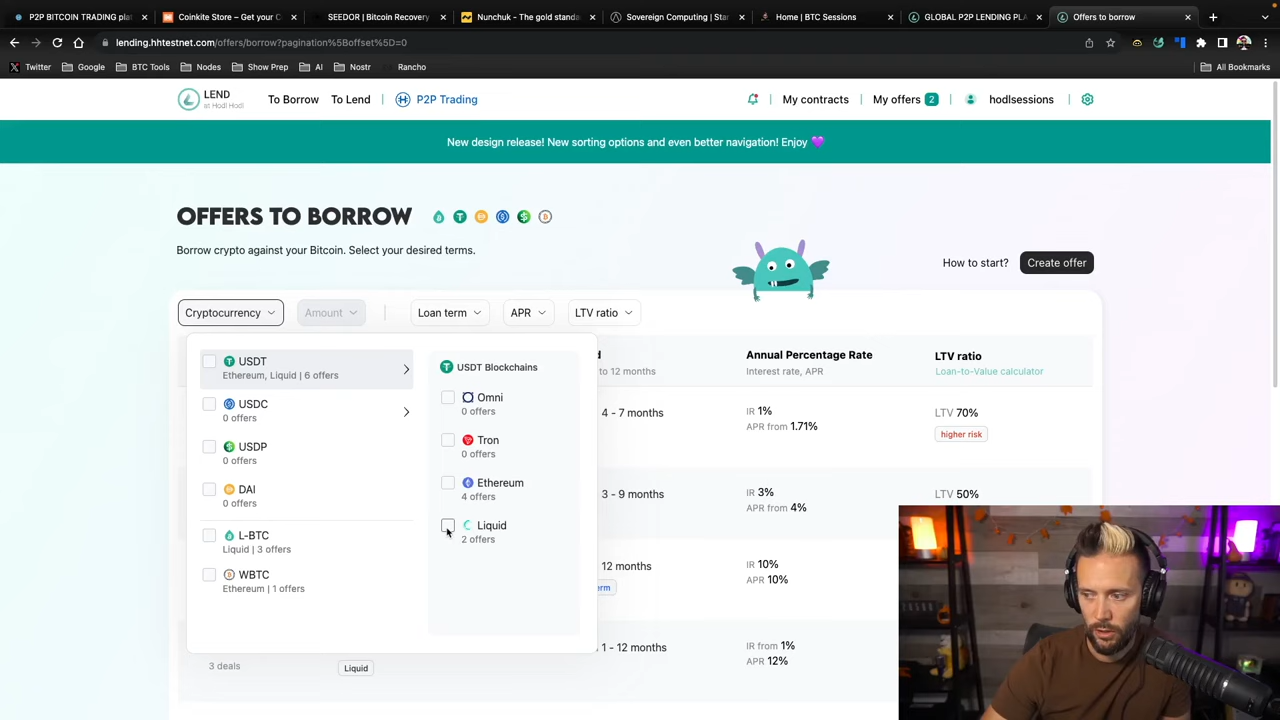 P2P BITCOIN TRADING plat
Coinkite Store – Get your C
SEEDOR | Bitcoin Recovery
Nunchuk - The gold standa
Sovereign Computing | Star
Home | BTC Sessions
GLOBAL P2P LENDING PLA
Offers to borrow
lending.hhtestnet.com/offers/borrow?pagination%5Boffset%5D=0
Twitter
Google
BTC Tools
Nodes
Show Prep
AI
Nostr
Rancho
All Bookmarks
LEND
at Hodl Hodl
To Borrow
To Lend
P2P Trading
My contracts
My offers 2
hodlsessions
New design release! New sorting options and even better navigation! Enjoy 💜
OFFERS TO BORROW
Borrow crypto against your Bitcoin. Select your desired terms.
How to start?
Create offer
Cryptocurrency
Amount
Loan term
APR
LTV ratio
USDT
Ethereum, Liquid | 6 offers
USDC
0 offers
USDP
0 offers
DAI
0 offers
L-BTC
Liquid | 3 offers
WBTC
Ethereum | 1 offers
USDT Blockchains
Omni
0 offers
Tron
0 offers
Ethereum
4 offers
Liquid
2 offers
Annual Percentage Rate
LTV ratio
to 12 months
Interest rate, APR
Loan-to-Value calculator
4 - 7 months
IR 1%
APR from 1.71%
LTV 70%
higher risk
3 - 9 months
IR 3%
APR from 4%
LTV 50%
12 months
IR 10%
APR 10%
1 - 12 months
IR from 1%
APR 12%
3 deals
Liquid